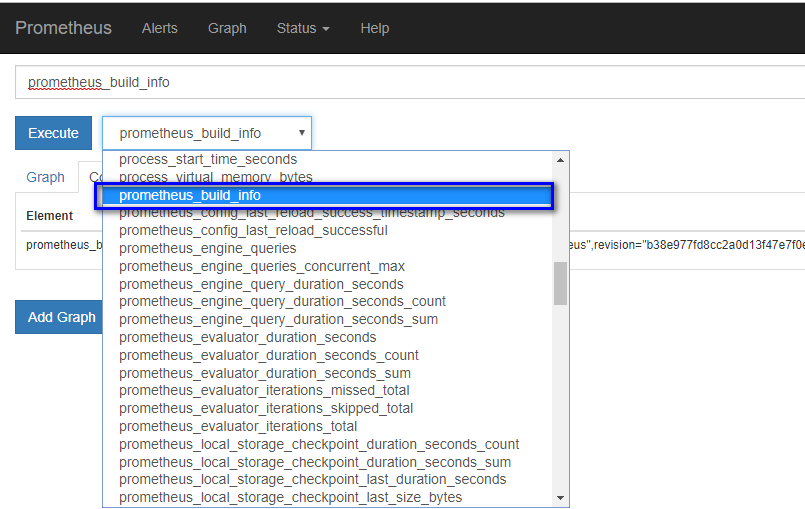 Prometheus Alerts Graph Status Help
prometheus_build_info
Execute prometheus_build_info
process_start_time_seconds
Graph process_virtual_memory_bytes
prometheus_build_info
Element prometheus_config_last_reload_success_timestamp_seconds
prometheus_config_last_reload_successful
prometheus_b eus",revision="b38e977fd8cc2a0d13f47e7f0e
prometheus_engine_queries
prometheus_engine_queries_concurrent_max
prometheus_engine_query_duration_seconds
prometheus_engine_query_duration_seconds_count
Add Graph prometheus_engine_query_duration_seconds_sum
prometheus_evaluator_duration_seconds
prometheus_evaluator_duration_seconds_count
prometheus_evaluator_duration_seconds_sum
prometheus_evaluator_iterations_missed_total
prometheus_evaluator_iterations_skipped_total
prometheus_evaluator_iterations_total
prometheus_local_storage_checkpoint_duration_seconds_count
prometheus_local_storage_checkpoint_duration_seconds_sum
prometheus_local_storage_checkpoint_last_duration_seconds
prometheus_local_storage_checkpoint_last_size_bytes